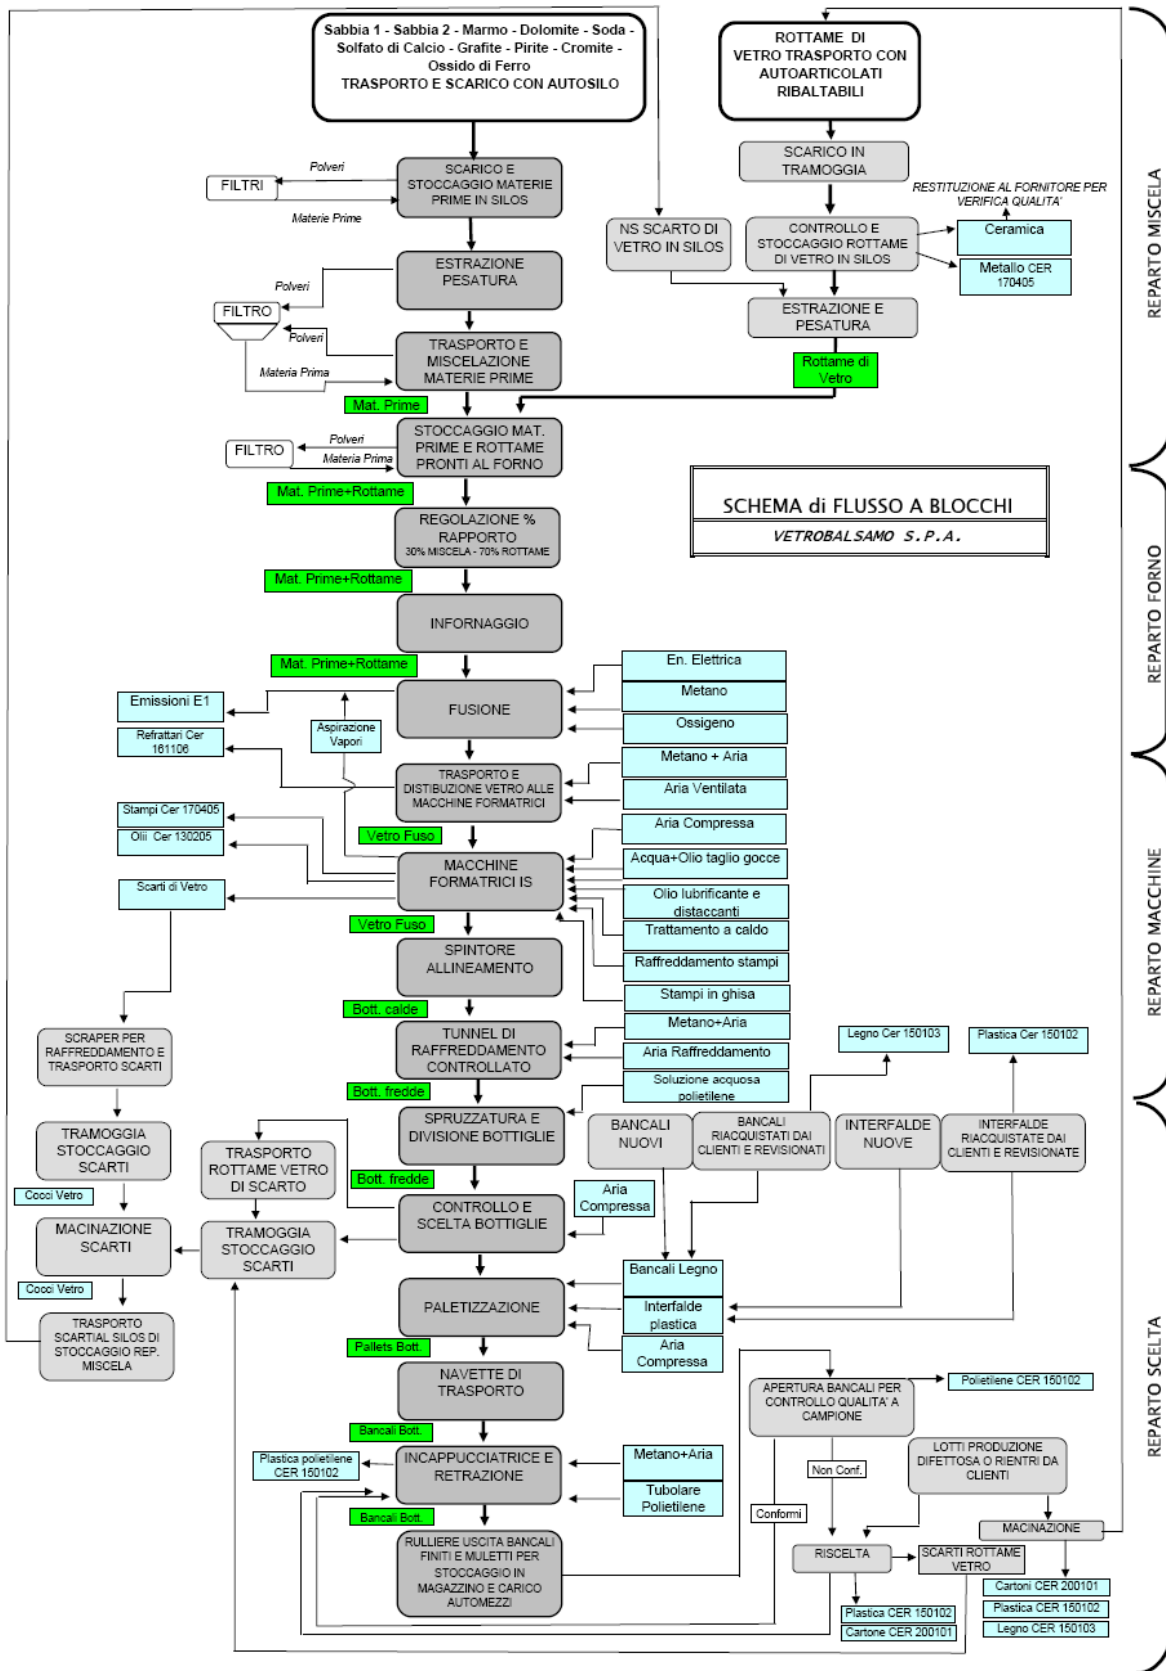 Sabbia 1 - Sabbia 2 - Marmo - Dolomite - Soda -
Solfato di Calcio - Grafite - Pirite - Cromite -
Ossido di Ferro
TRASPORTO E SCARICO CON AUTOSILO
ROTTAME DI
VETRO TRASPORTO CON
AUTOARTICOLATI
RIBALTABILI
SCARICO IN
TRAMOGGIA
SCARICO E
STOCCAGGIO MATERIE
PRIME IN SILOS
Polveri
FILTRI
Materie Prime
RESTITUZIONE AL FORNITORE PER
VERIFICA QUALITA'
NS SCARTO DI
VETRO IN SILOS
CONTROLLO E
STOCCAGGIO ROTTAME
DI VETRO IN SILOS
Ceramica
Metallo CER
170405
REPARTO MISCELA
ESTRAZIONE
PESATURA
Polveri
FILTRO
Polveri
Materia Prima
ESTRAZIONE E
PESATURA
TRASPORTO E
MISCELAZIONE
MATERIE PRIME
Rottame di
Vetro
Mat. Prime
STOCCAGGIO MAT.
PRIME E ROTTAME
PRONTI AL FORNO
Polveri
FILTRO
Materia Prima
Mat. Prime+Rottame
SCHEMA di FLUSSO A BLOCCHI
VETROBALSAMO S.P.A.
REGOLAZIONE %
RAPPORTO
30% MISCELA - 70% ROTTAME
Mat. Prime+Rottame
INFORNAGGIO
REPARTO FORNO
Mat. Prime+Rottame
En. Elettrica
Metano
Ossigeno
FUSIONE
Emissioni E1
Refrattari Cer
161106
Aspirazione
Vapori
TRASPORTO E
DISTIBUZIONE VETRO ALLE
MACCHINE FORMATRICI
Metano + Aria
Aria Ventilata
Stampi Cer 170405
Olii Cer 130205
Vetro Fuso
Aria Compressa
Acqua+Olio taglio gocce
MACCHINE
FORMATRICI IS
Scarti di Vetro
Olio lubrificante e
distaccanti
Trattamento a caldo
Raffreddamento stampi
Stampi in ghisa
REPARTO MACCHINE
Vetro Fuso
SPINTORE
ALLINEAMENTO
Bott. calde
TUNNEL DI
RAFFREDDAMENTO
CONTROLLATO
Metano+Aria
Aria Raffreddamento
Soluzione acquosa
polietilene
Legno Cer 150103
Plastica Cer 150102
SCRAPER PER
RAFFREDDAMENTO E
TRASPORTO SCARTI
Bott. fredde
SPRUZZATURA E
DIVISIONE BOTTIGLIE
BANCALI
NUOVI
BANCALI
RIACQUISTATI DAI
CLIENTI E REVISIONATI
INTERFALDE
NUOVE
INTERFALDE
RIACQUISTATE DAI
CLIENTI E REVISIONATE
TRAMOGGIA
STOCCAGGIO
SCARTI
TRASPORTO
ROTTAME VETRO
DI SCARTO
Bott. fredde
Cocci Vetro
CONTROLLO E
SCELTA BOTTIGLIE
Aria
Compressa
MACINAZIONE
SCARTI
TRAMOGGIA
STOCCAGGIO
SCARTI
Cocci Vetro
PALETIZZAZIONE
Bancali Legno
Interfalde
plastica
Aria
Compressa
TRASPORTO
SCARTIAL SILOS DI
STOCCAGGIO REP.
MISCELA
Pallets Bott.
NAVETTE DI
TRASPORTO
REPARTO SCELTA
APERTURA BANCALI PER
CONTROLLO QUALITA' A
CAMPIONE
Polietilene CER 150102
Bancali Bott.
LOTTI PRODUZIONE
DIFETTOSA O RIENTRI DA
CLIENTI
Plastica polietilene
CER 150102
INCAPPUCCIATRICE E
RETRAZIONE
Metano+Aria
Tubolare
Polietilene
Non Conf.
Conformi
Bancali Bott.
MACINAZIONE
RULLIERE USCITA BANCALI
FINITI E MULETTI PER
STOCCAGGIO IN
MAGAZZINO E CARICO
AUTOMEZZI
RISCELTA
SCARTI ROTTAME
VETRO
Cartoni CER 200101
Plastica CER 150102
Legno CER 150103
Plastica CER 150102
Cartone CER 200101